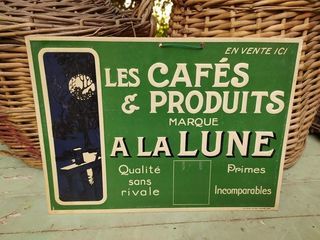 EN VENTE ICI
LES CAFÉS
& PRODUITS
MARQUE
A LA LUNE
Qualité
sans
rivale
Primes
Incomparables